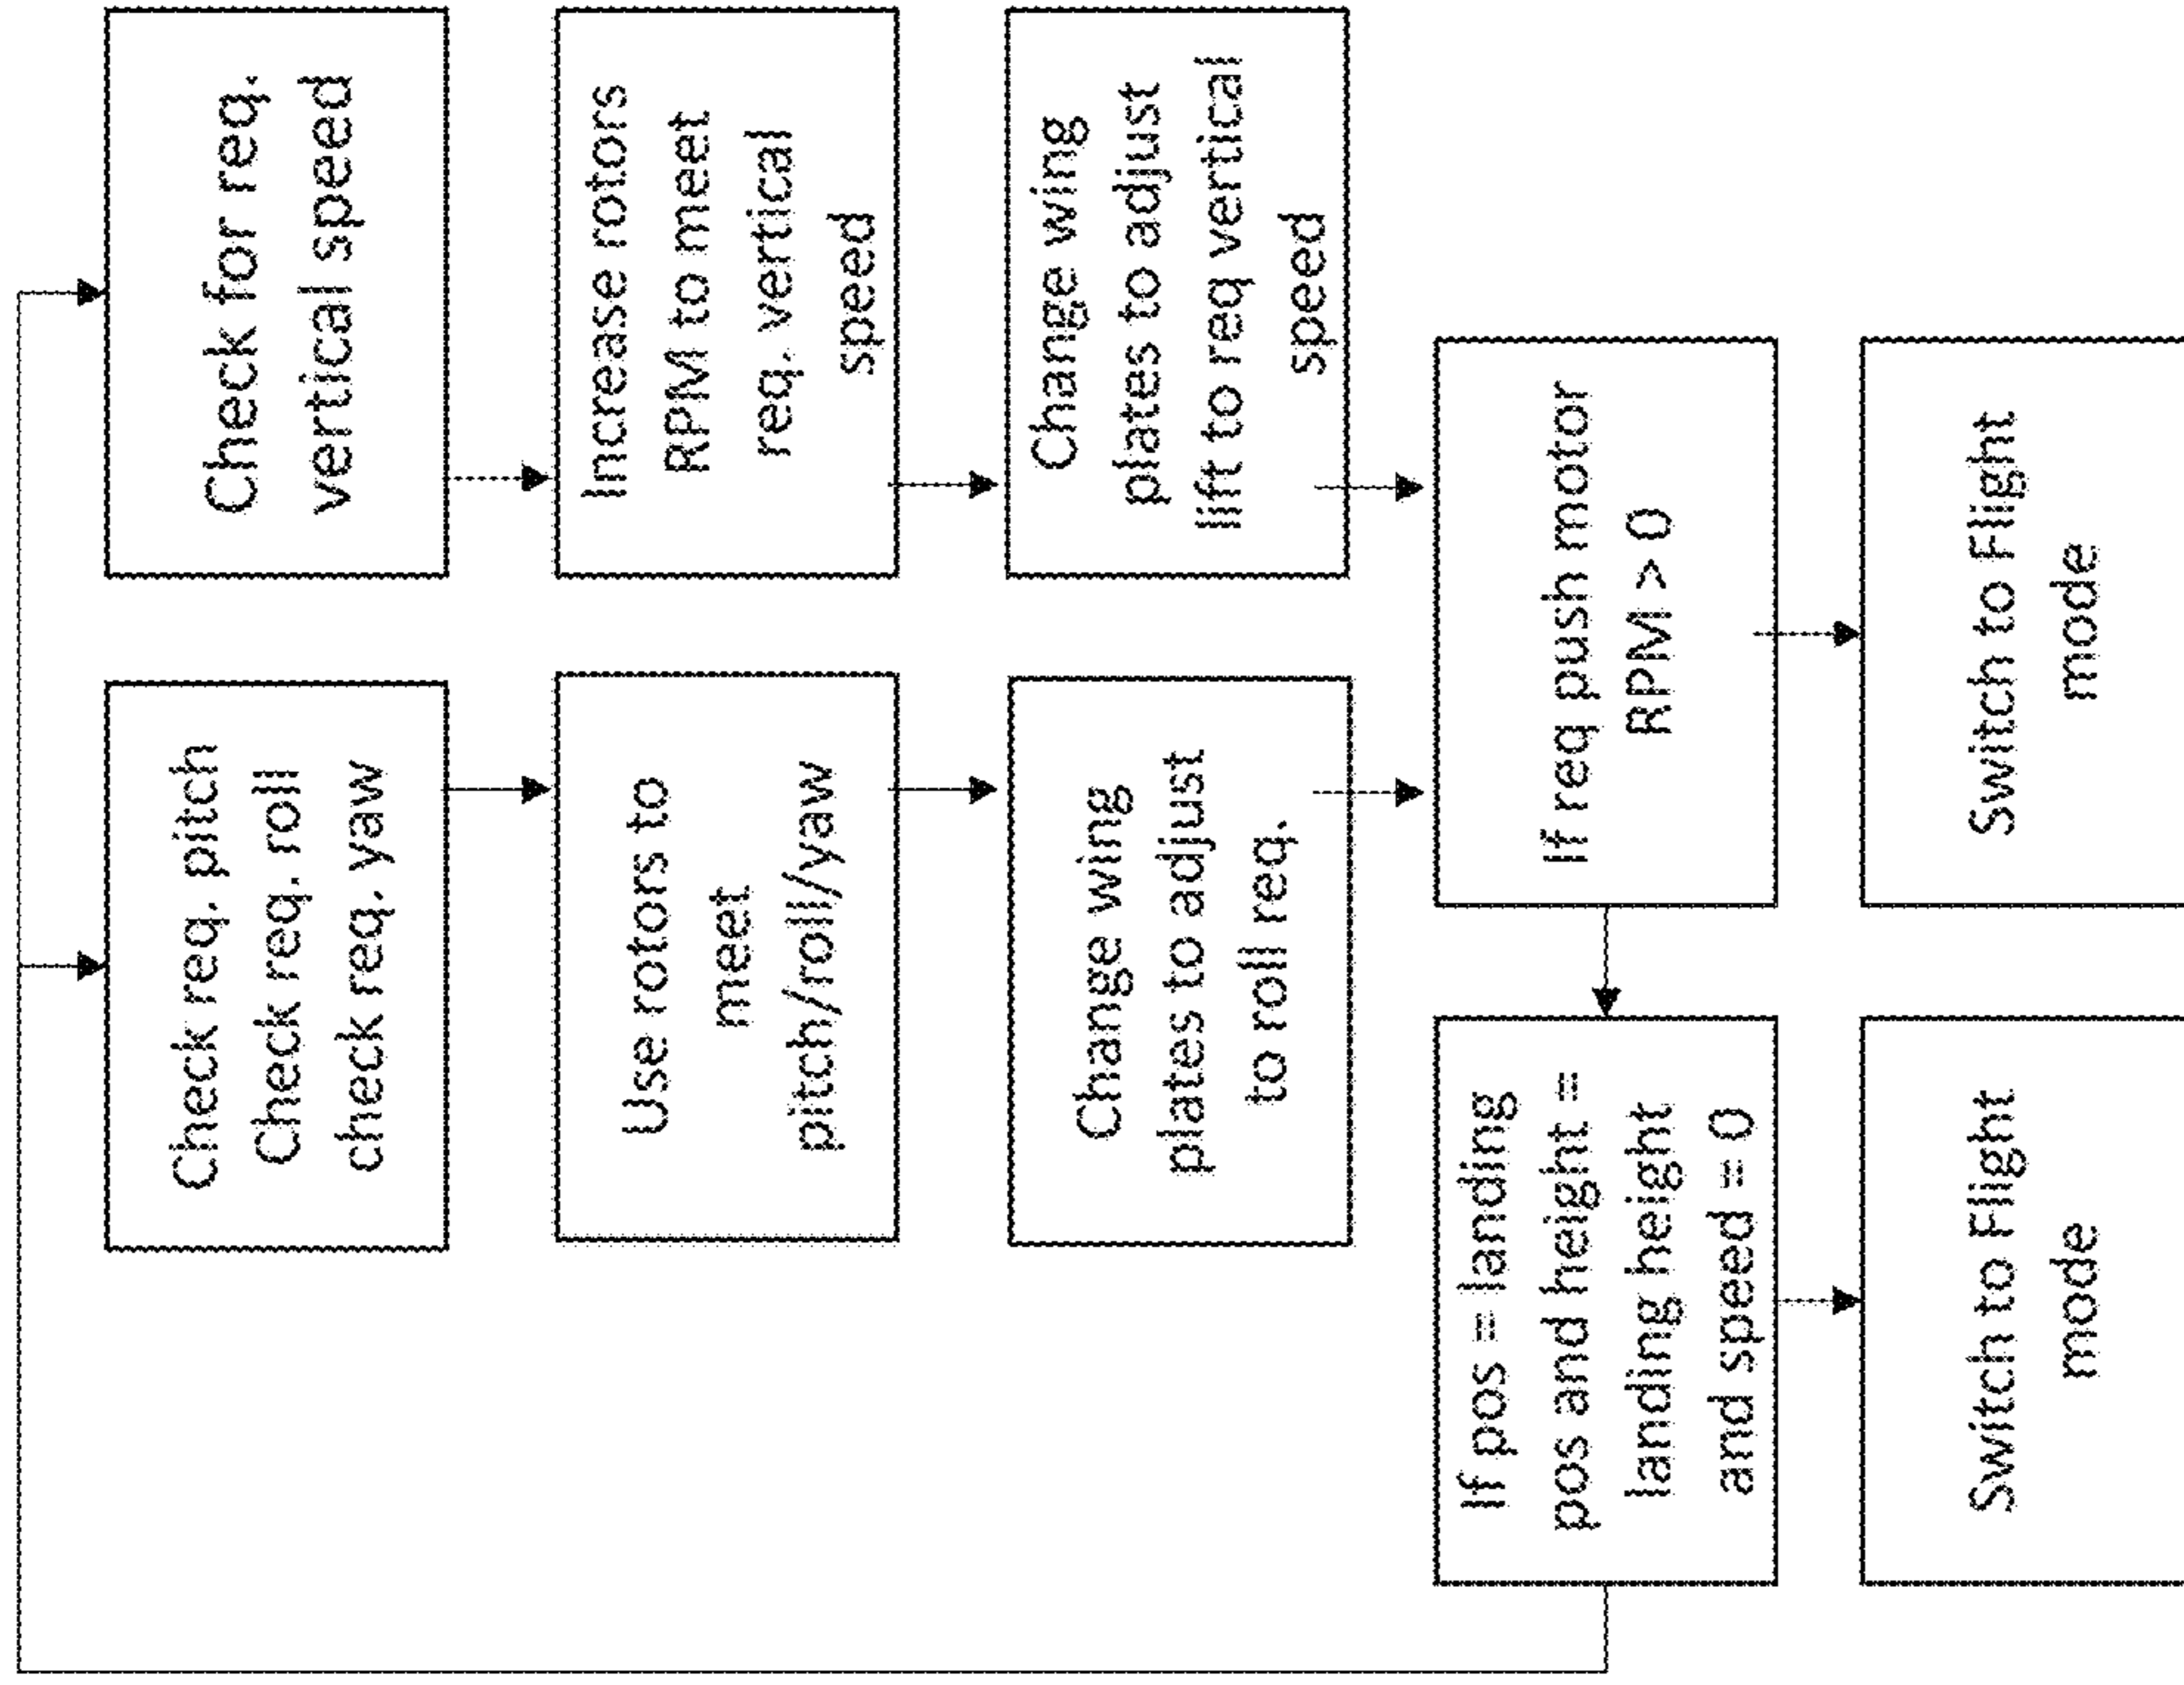 Check req. pitch
Check req. roll
check req. yaw
Use rotors to
meet
pitch/roll/yaw
Change wing
plates to adjust
to roll req.
Check for req.
vertical speed
Increase rotors
RPM to meet
req. vertical
speed
Change wing
plates to adjust
lift to req vertical
speed
If req push motor
RPM > 0
Switch to Flight
mode
If pos = landing
pos and height =
landing height
and speed = 0
Switch to Flight
mode